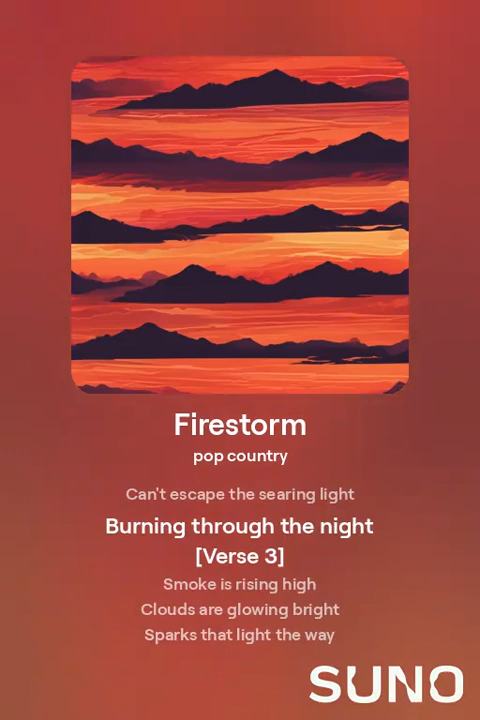 Firestorm
pop country
Can't escape the searing light
Burning through the night
[Verse 3]
Smoke is rising high
Clouds are glowing bright
Sparks that light the way
SUNO